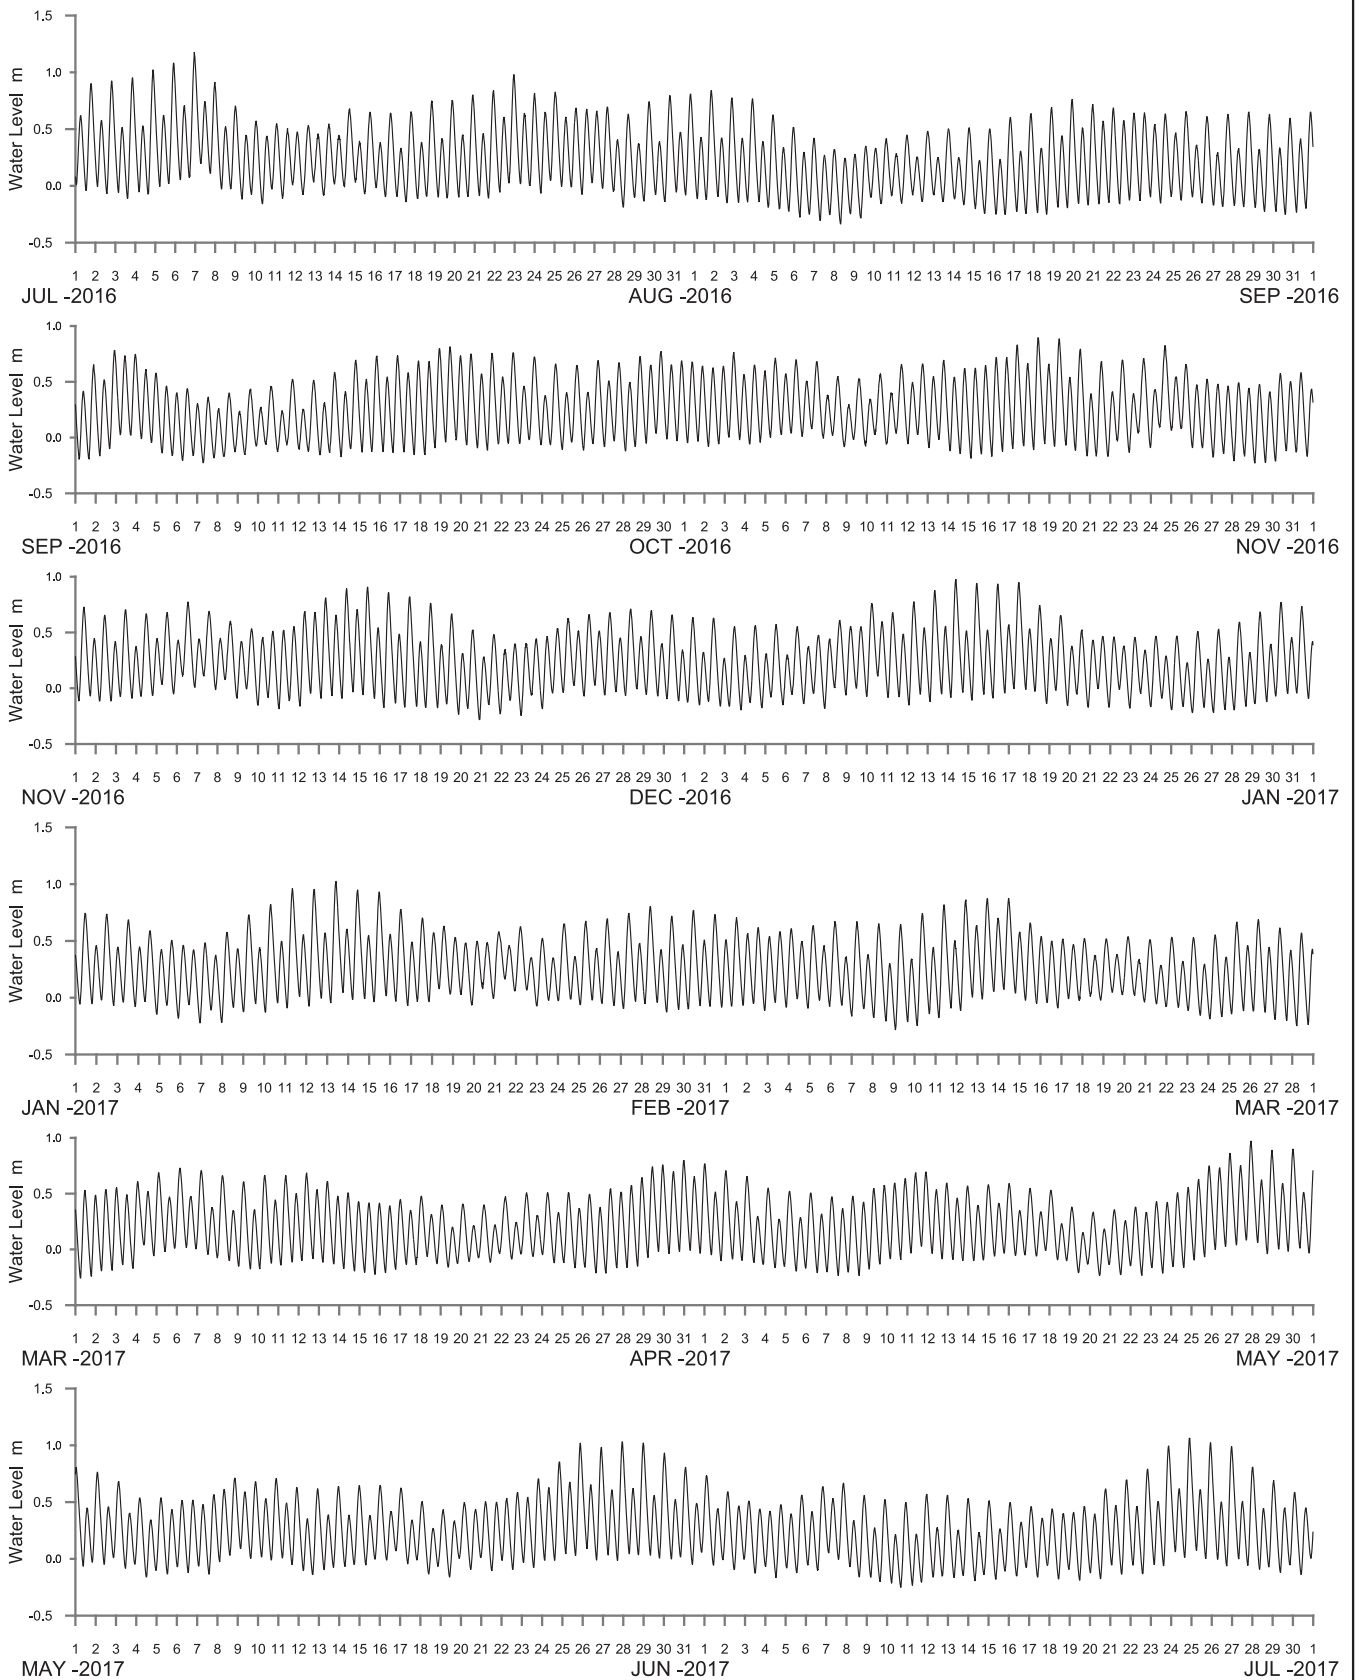 1.5
1.0
0.5
0.0
-0.5
Water Level m
1 2 3 4 5 6 7 8 9 10 11 12 13 14 15 16 17 18 19 20 21 22 23 24 25 26 27 28 29 30 31 1 2 3 4 5 6 7 8 9 10 11 12 13 14 15 16 17 18 19 20 21 22 23 24 25 26 27 28 29 30 31 1
JUL -2016 AUG -2016 SEP -2016
1.0
0.5
0.0
-0.5
Water Level m
1 2 3 4 5 6 7 8 9 10 11 12 13 14 15 16 17 18 19 20 21 22 23 24 25 26 27 28 29 30 1 2 3 4 5 6 7 8 9 10 11 12 13 14 15 16 17 18 19 20 21 22 23 24 25 26 27 28 29 30 31 1
SEP -2016 OCT -2016 NOV -2016
1.0
0.5
0.0
-0.5
Water Level m
1 2 3 4 5 6 7 8 9 10 11 12 13 14 15 16 17 18 19 20 21 22 23 24 25 26 27 28 29 30 1 2 3 4 5 6 7 8 9 10 11 12 13 14 15 16 17 18 19 20 21 22 23 24 25 26 27 28 29 30 31 1
NOV -2016 DEC -2016 JAN -2017
1.5
1.0
0.5
0.0
-0.5
Water Level m
1 2 3 4 5 6 7 8 9 10 11 12 13 14 15 16 17 18 19 20 21 22 23 24 25 26 27 28 29 30 31 1 2 3 4 5 6 7 8 9 10 11 12 13 14 15 16 17 18 19 20 21 22 23 24 25 26 27 28 1
JAN -2017 FEB -2017 MAR -2017
1.0
0.5
0.0
-0.5
Water Level m
1 2 3 4 5 6 7 8 9 10 11 12 13 14 15 16 17 18 19 20 21 22 23 24 25 26 27 28 29 30 31 1 2 3 4 5 6 7 8 9 10 11 12 13 14 15 16 17 18 19 20 21 22 23 24 25 26 27 28 29 30 1
MAR -2017 APR -2017 MAY -2017
1.5
1.0
0.5
0.0
-0.5
Water Level m
1 2 3 4 5 6 7 8 9 10 11 12 13 14 15 16 17 18 19 20 21 22 23 24 25 26 27 28 29 30 31 1 2 3 4 5 6 7 8 9 10 11 12 13 14 15 16 17 18 19 20 21 22 23 24 25 26 27 28 29 30 1
MAY -2017 JUN -2017 JUL -2017